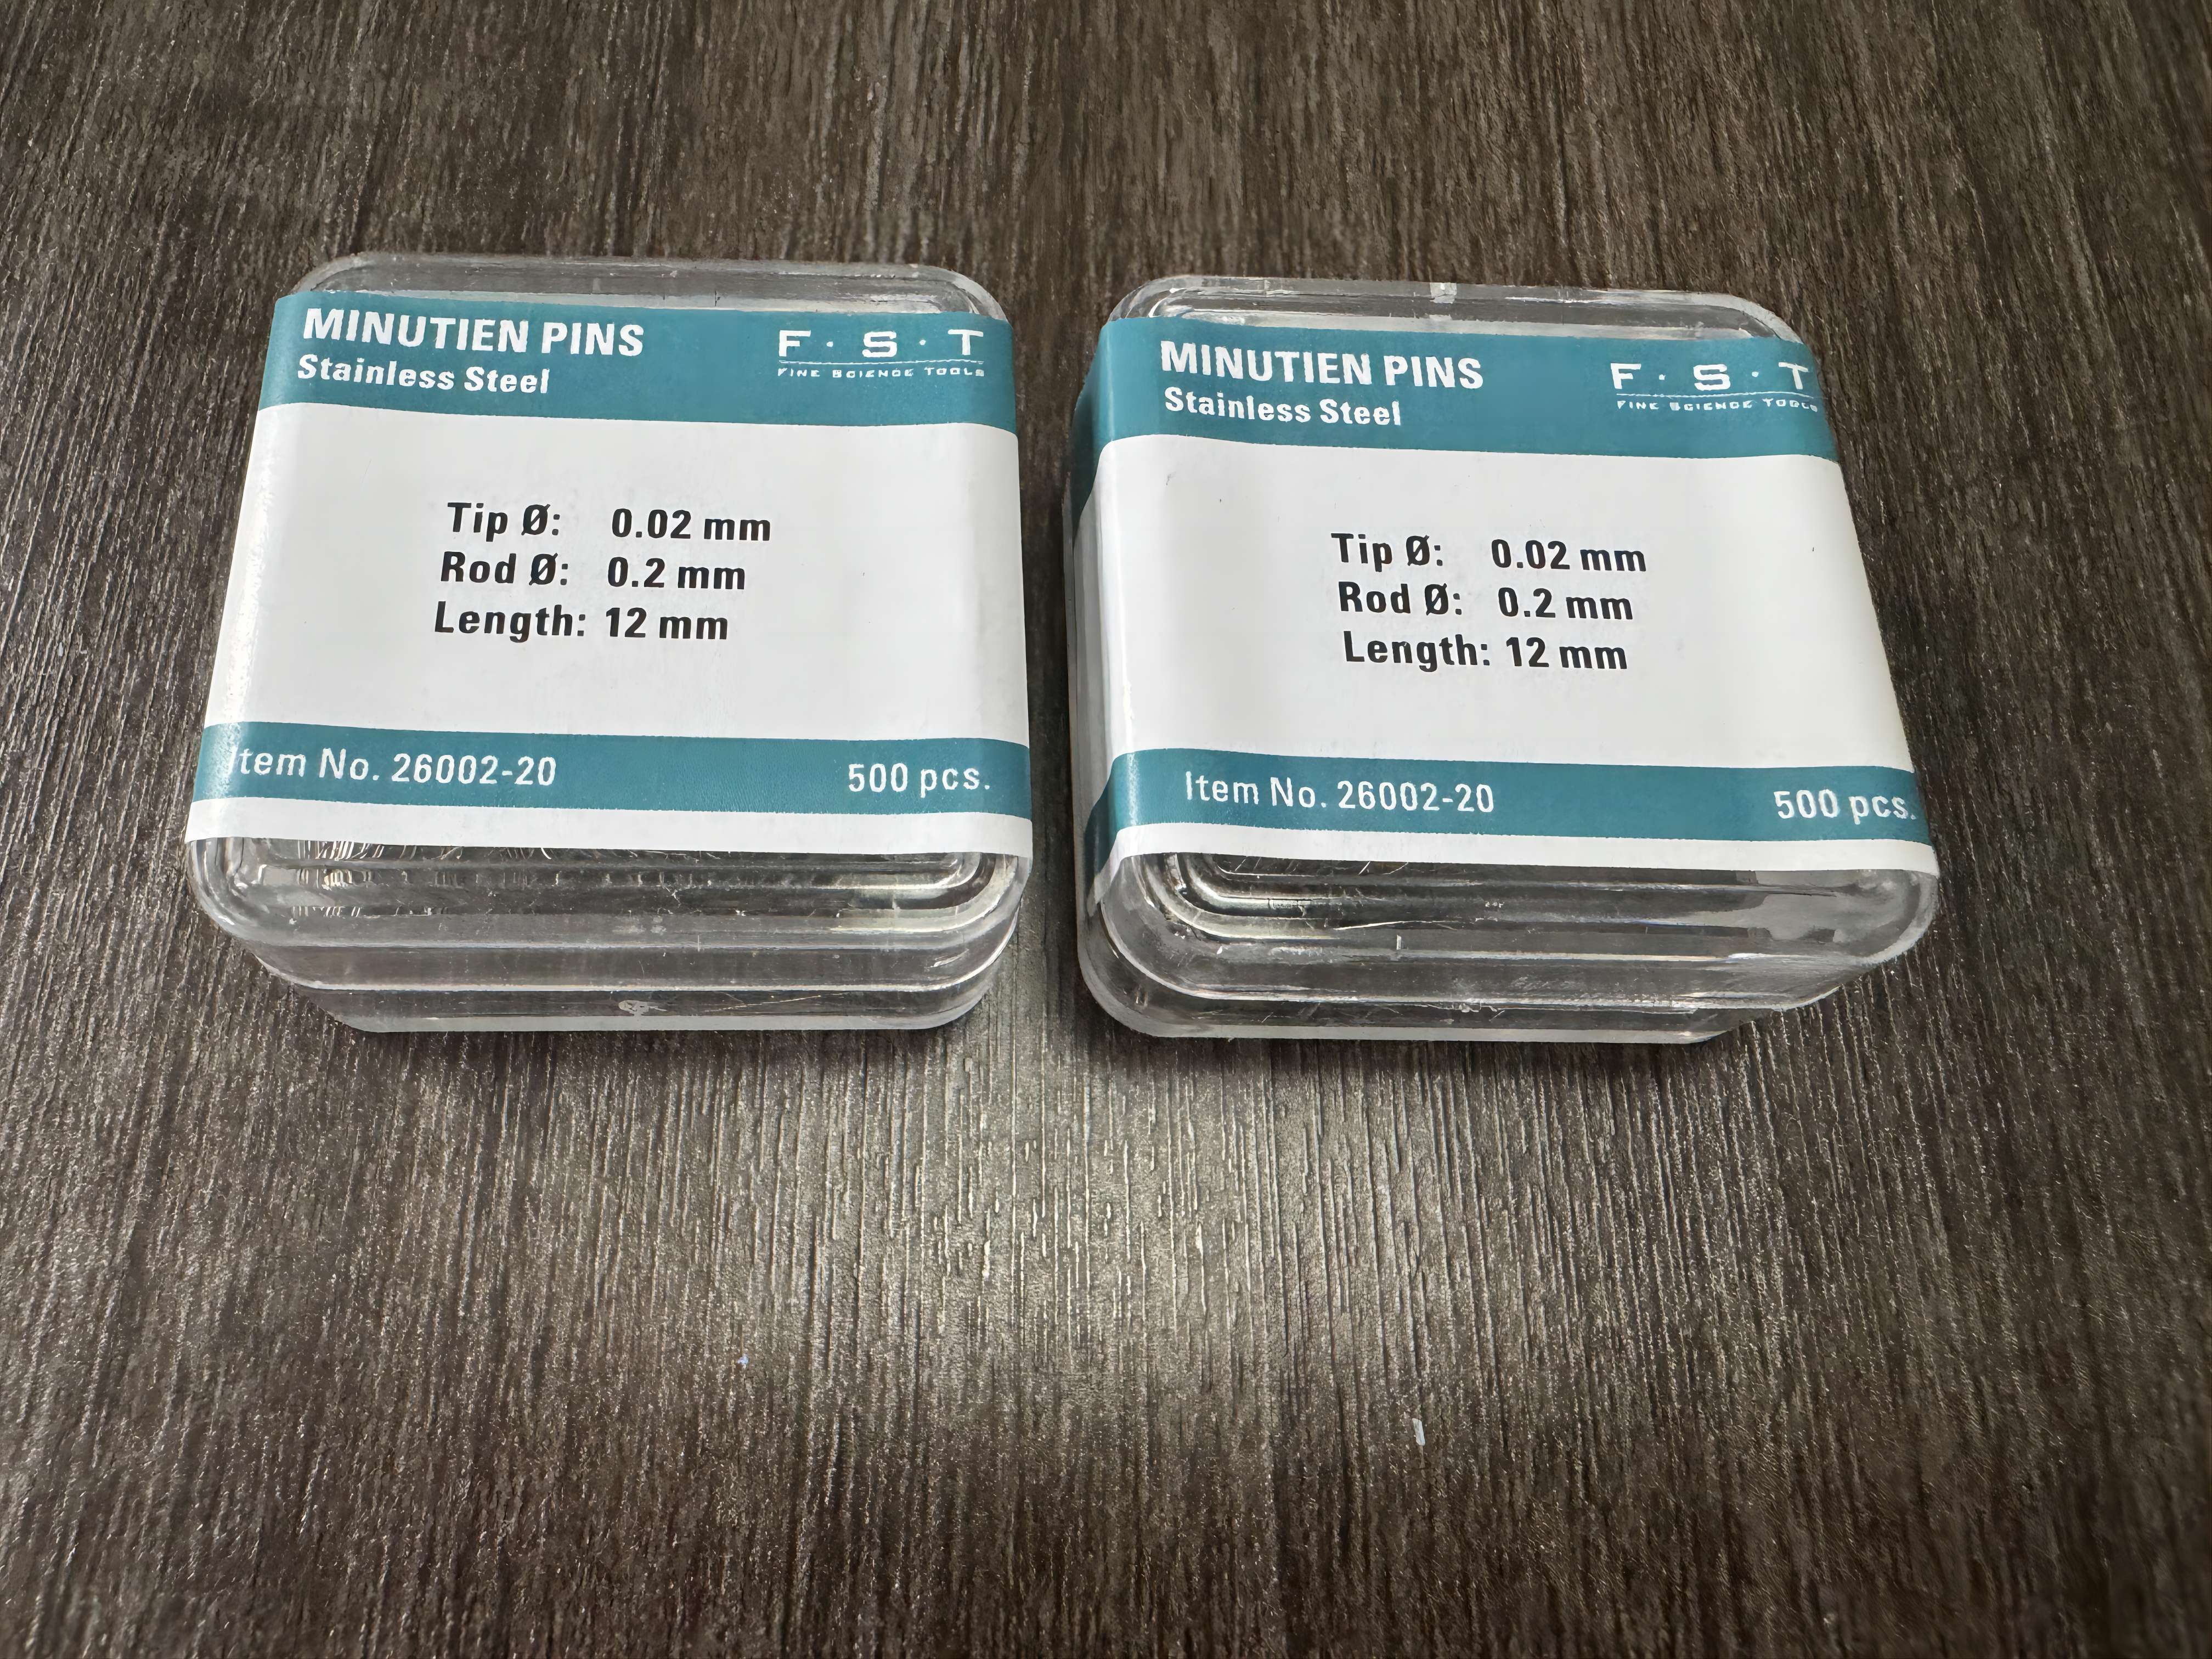 MINUTIEN PINS
Stainless Steel
F·S·T
FINE SCIENCE TOOLS
Tip Ø: 0.02 mm
Rod Ø: 0.2 mm
Length: 12 mm
Item No. 26002-20
500 pcs.
MINUTIEN PINS
Stainless Steel
F·S·T
FINE SCIENCE TOOLS
Tip Ø: 0.02 mm
Rod Ø: 0.2 mm
Length: 12 mm
Item No. 26002-20
500 pcs.